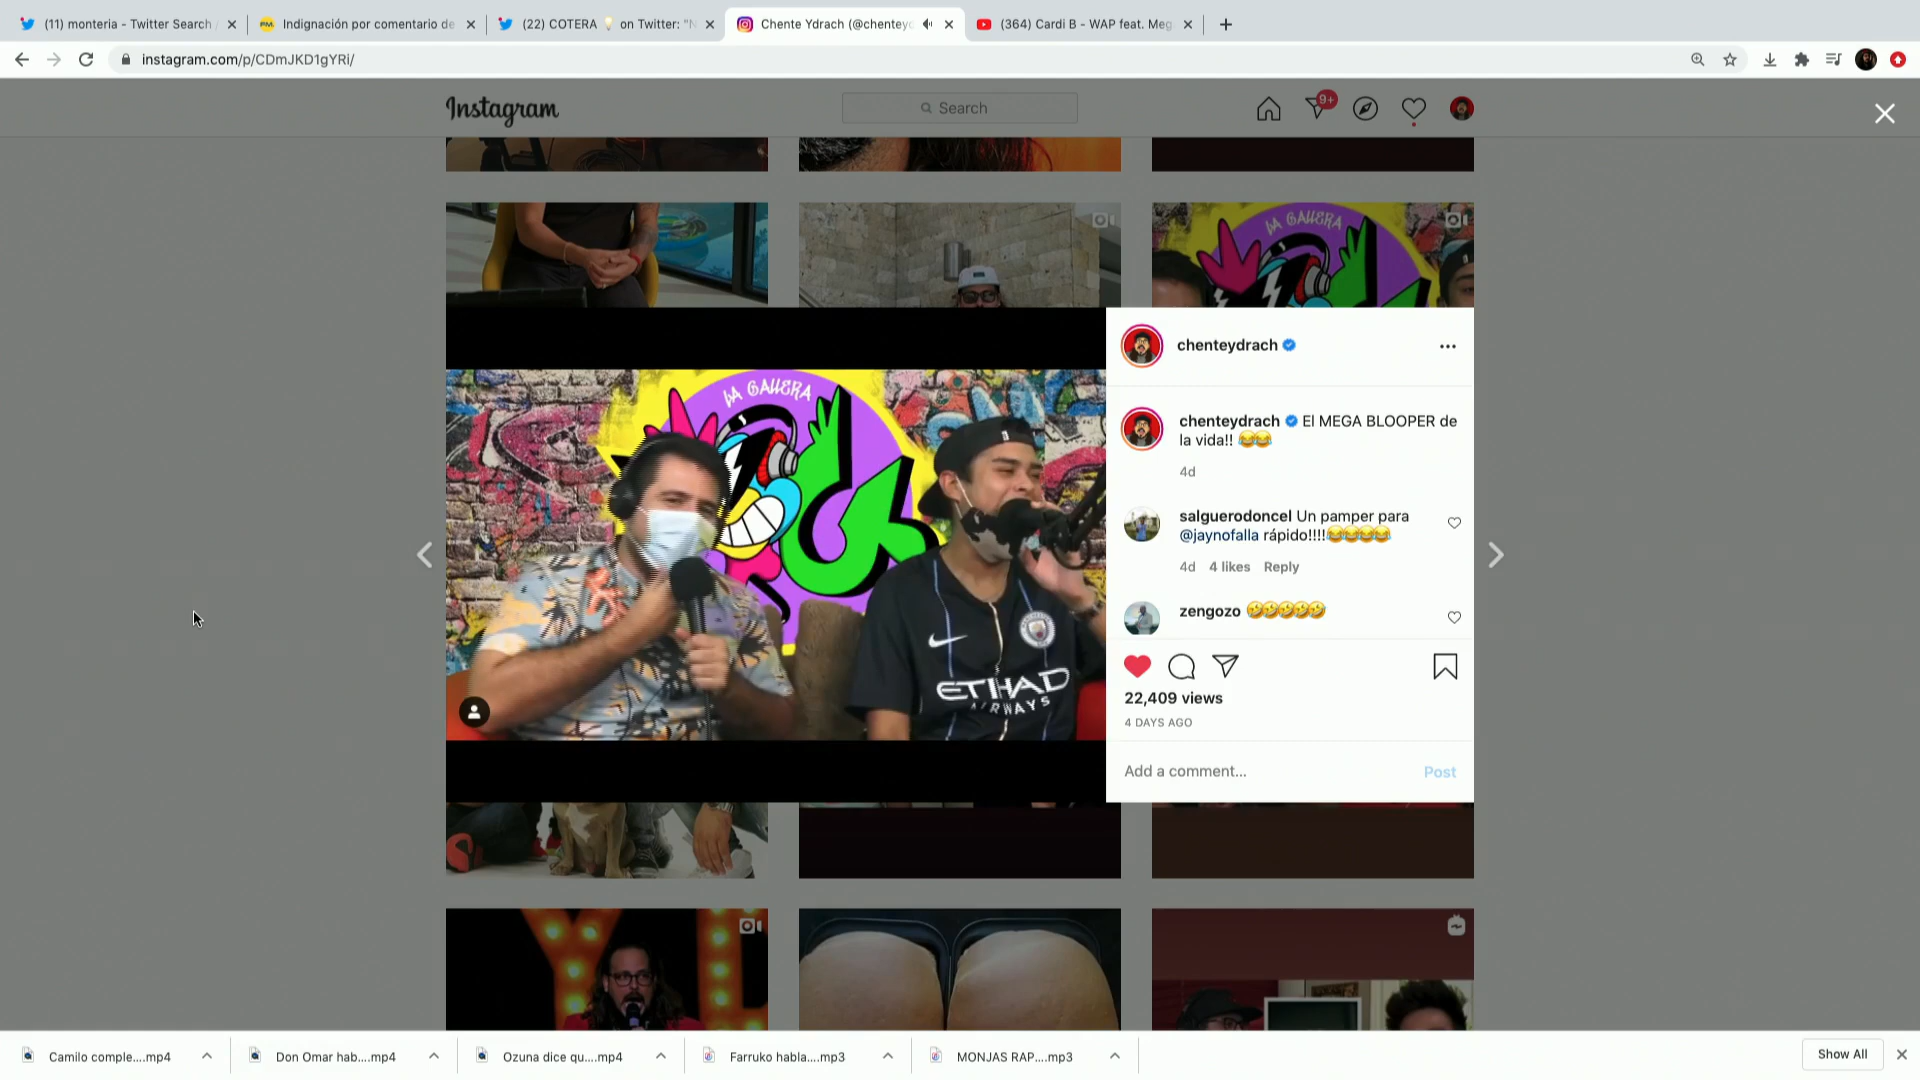 (11) monteria - Twitter Search /
Indignación por comentario de
(22) COTERA 💡 on Twitter: "N
Chente Ydrach (@chenteyd
(364) Cardi B - WAP feat. Meg
instagram.com/p/CDmJKD1gYRi/
Instagram
Search
9+
LA GALLERA
LA GALLERA
ETIHAD
AIRWAYS
chenteydrach
chenteydrach El MEGA BLOOPER de
la vida!! 😂😂
4d
salguerodoncel Un pamper para
@jaynofalla rápido!!!!😂😂😂😂
4d 4 likes Reply
zengozo 🤣🤣🤣🤣🤣
22,409 views
4 DAYS AGO
Add a comment... Post
Camilo comple....mp4
Don Omar hab....mp4
Ozuna dice qu....mp4
Farruko habla....mp3
MONJAS RAP....mp3
Show All